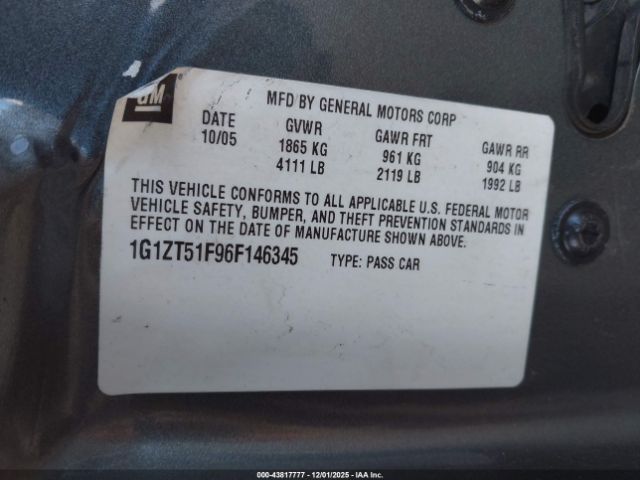 GM
MFD BY GENERAL MOTORS CORP
DATE GVWR GAWR FRT GAWR RR
10/05 1865 KG 961 KG 904 KG
4111 LB 2119 LB 1992 LB
THIS VEHICLE CONFORMS TO ALL APPLICABLE U.S. FEDERAL MOTOR
VEHICLE SAFETY, BUMPER, AND THEFT PREVENTION STANDARDS IN
EFFECT ON THE DATE OF MANUFACTURE SHOWN ABOVE.
1G1ZT51F96F146345 TYPE: PASS CAR
000-43817777 - 12/01/2025 - IAA Inc.